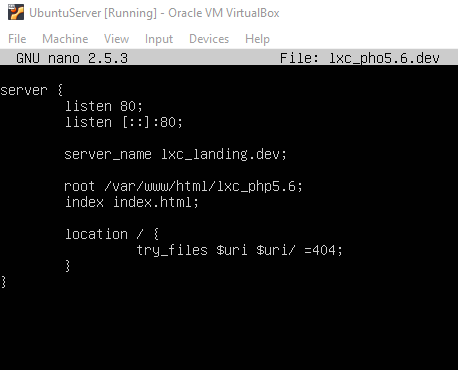 UbuntuServer [Running] - Oracle VM VirtualBox
File Machine View Input Devices Help
GNU nano 2.5.3 File: lxc_pho5.6.dev
server {
listen 80;
listen [::]:80;
server_name lxc_landing.dev;
root /var/www/html/lxc_php5.6;
index index.html;
location / {
try_files $uri $uri/ =404;
}
}